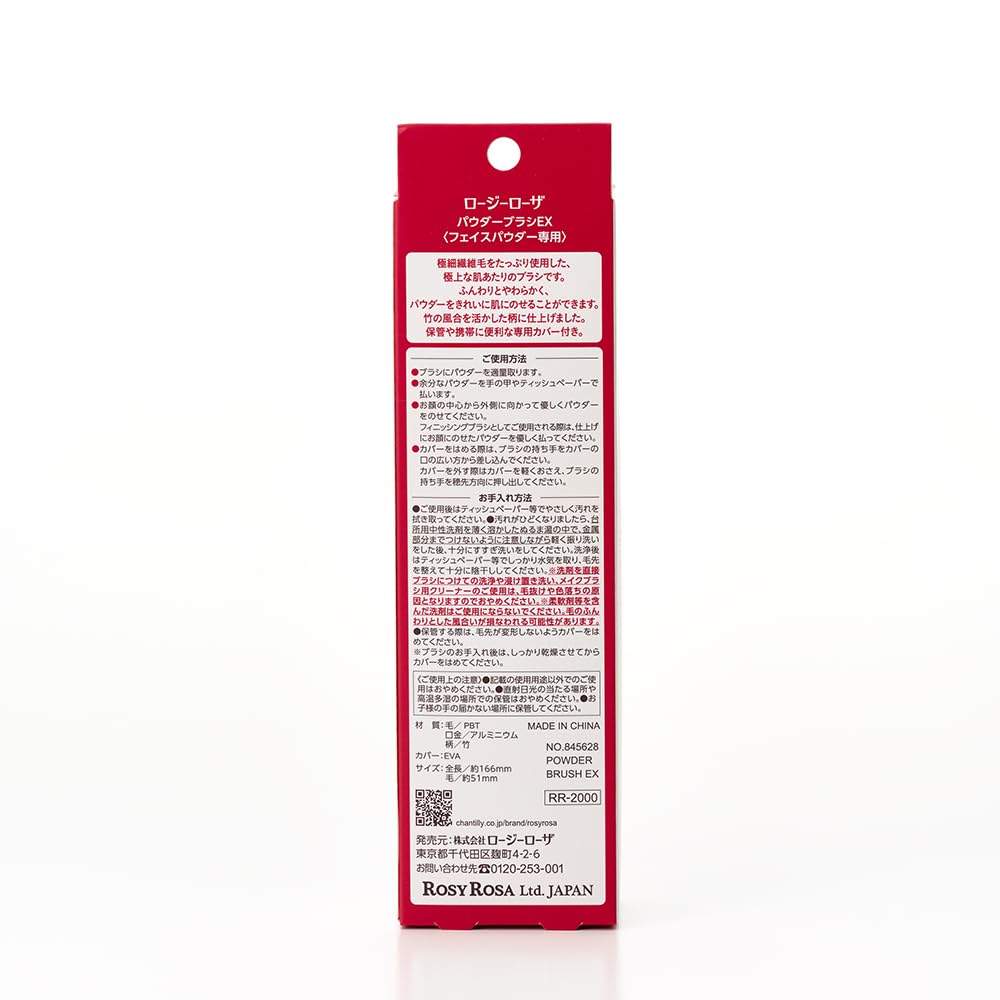 ロージーローザ
パウダーブラシEX
〈フェイスパウダー専用〉
極細繊維毛をたっぷり使用した、
極上な肌あたりのブラシです。
ふんわりとやわらかく、
パウダーをきれいに肌にのせることができます。
竹の風合を活かした柄に仕上げました。
保管や携帯に便利な専用カバー付き。
ご使用方法
●ブラシにパウダーを適量取ります。
●余分なパウダーを手の甲やティッシュペーパーで
払います。
●お顔の中心から外側に向かって優しくパウダー
をのせてください。
フィニッシングブラシとしてご使用される際は、仕上げ
にお顔にのせたパウダーを優しく払ってください。
●カバーをはめる際は、ブラシの持ち手をカバーの
口の広い方から差し込んでください。
カバーを外す際はカバーを軽くおさえ、ブラシの
持ち手を穂先方向に押し出してください。
お手入れ方法
●ご使用後はティッシュペーパー等でやさしく汚れを
拭き取ってください。●汚れがひどくなりましたら、台
所用中性洗剤を薄く溶かしたぬるま湯の中で、金属
部分までつけないように注意しながら軽く振り洗い
をした後、十分にすすぎ洗いをしてください。洗浄後
はティッシュペーパー等でしっかり水気を取り、毛先
を整えて十分に陰干ししてください。※洗剤を直接
ブラシにつけての洗浄や浸け置き洗い、メイクブラ
シ用クリーナーのご使用は、毛抜けや色落ちの原
因となりますのでおやめください。※柔軟剤等を含
んだ洗剤はご使用にならないでください。毛のふん
わりとした風合いが損なわれる可能性があります。
●保管する際は、毛先が変形しないようカバーをは
めてください。
※ブラシのお手入れ後は、しっかり乾燥させてから
カバーをはめてください。
〈ご使用上の注意〉●記載の使用用途以外でのご使
用はおやめください。●直射日光の当たる場所や
高温多湿の場所での保管はおやめください。●お
子様の手の届かない場所に保管してください。
材 質：毛／PBT
口金／アルミニウム
柄／竹
カバー：EVA
サイズ：全長／約166mm
毛／約51mm
MADE IN CHINA
NO.845628
POWDER
BRUSH EX
RR-2000
chantilly.co.jp/brand/rosyrosa
発売元：株式会社ロージーローザ
東京都千代田区麹町4-2-6
お問い合わせ先☎0120-253-001
ROSY ROSA Ltd. JAPAN